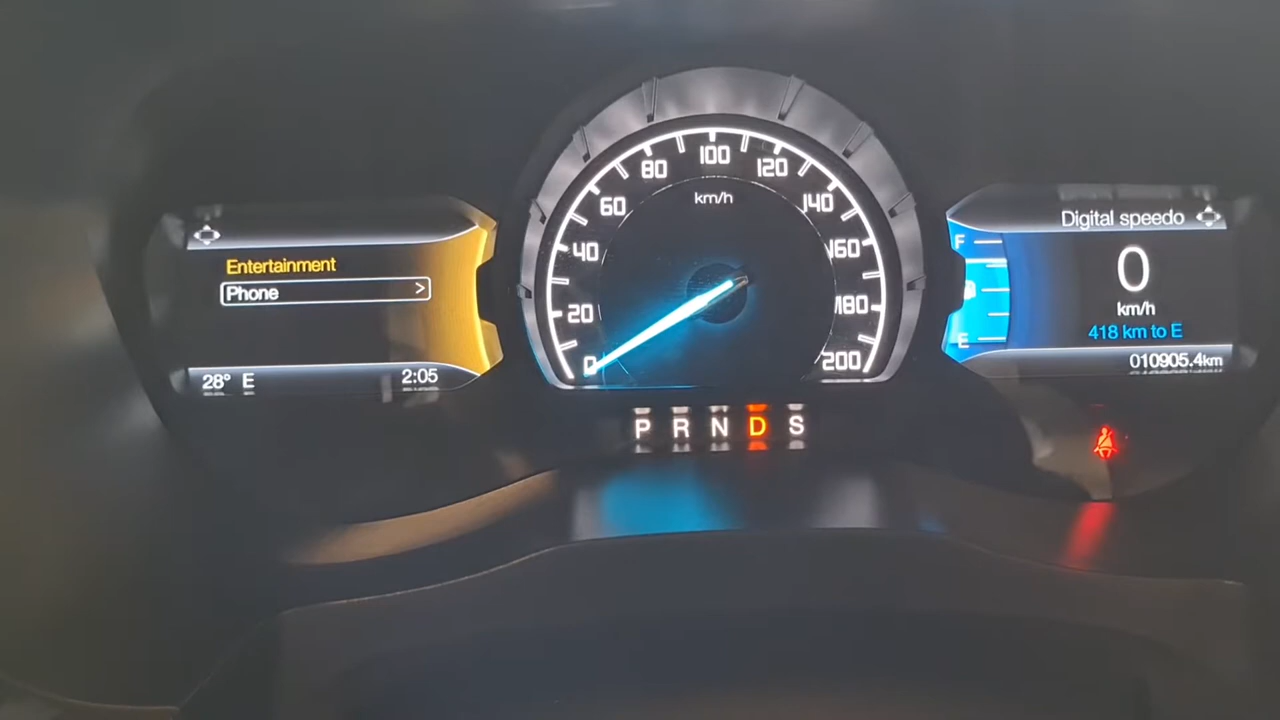 Entertainment
Phone >
28° E 2:05
0
20
40
60
80
100
120
140
160
180
200
km/h
P R N D S
Digital speedo
F
E
0
km/h
418 km to E
010905.4km